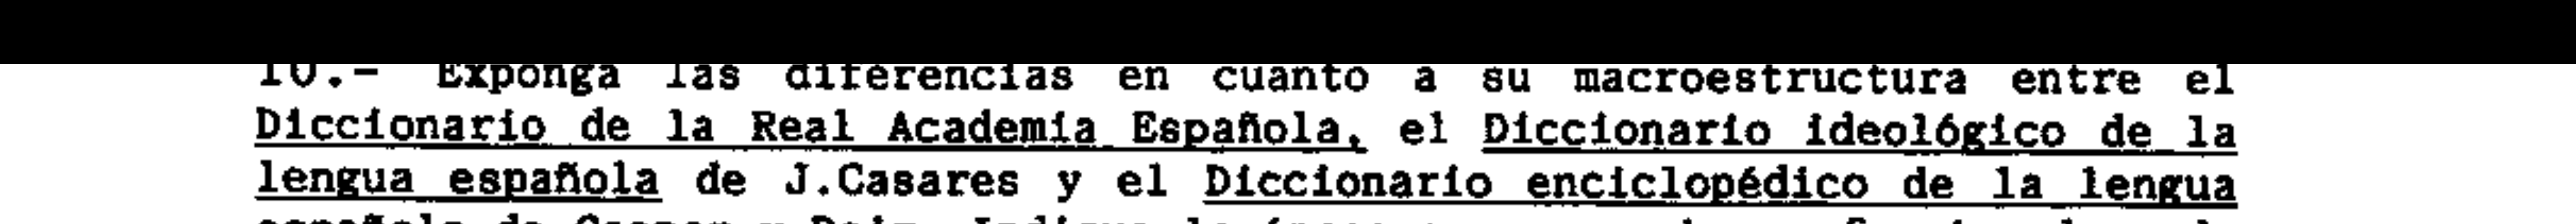 10.- Exponga las diferencias en cuanto a su macroestructura entre el
Diccionario de la Real Academia Española, el Diccionario ideológico de la
lengua española de J.Casares y el Diccionario enciclopédico de la lengua